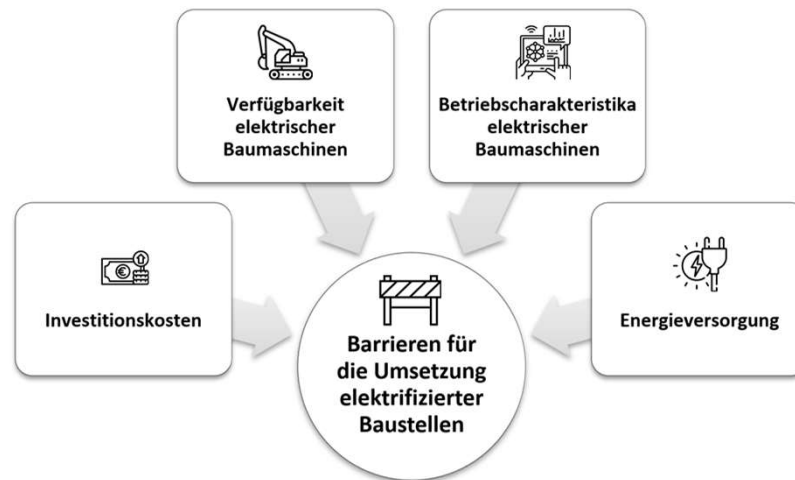 Verfügbarkeit
elektrischer
Baumaschinen
Betriebscharakteristika
elektrischer
Baumaschinen
Investitionskosten
Energieversorgung
Barrieren für
die Umsetzung
elektrifizierter
Baustellen